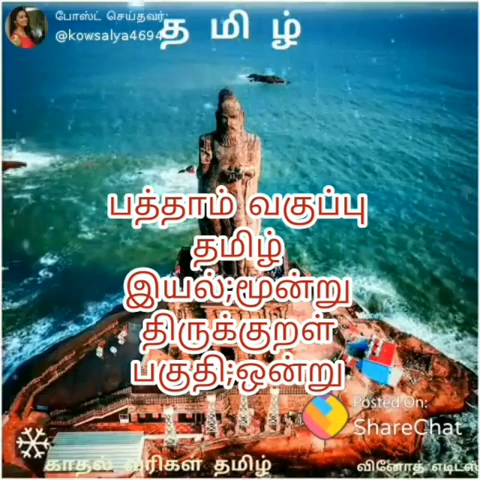 போஸ்ட் செய்தவர்:
@kowsalya4694
த மி ழ்
பத்தாம் வகுப்பு
தமிழ்
இயல்;மூன்று
திருக்குறள்
பகுதி;ஒன்று
Posted On:
ShareChat
காதல் வரிகள் தமிழ்
வினோத் எடிட்ஸ்